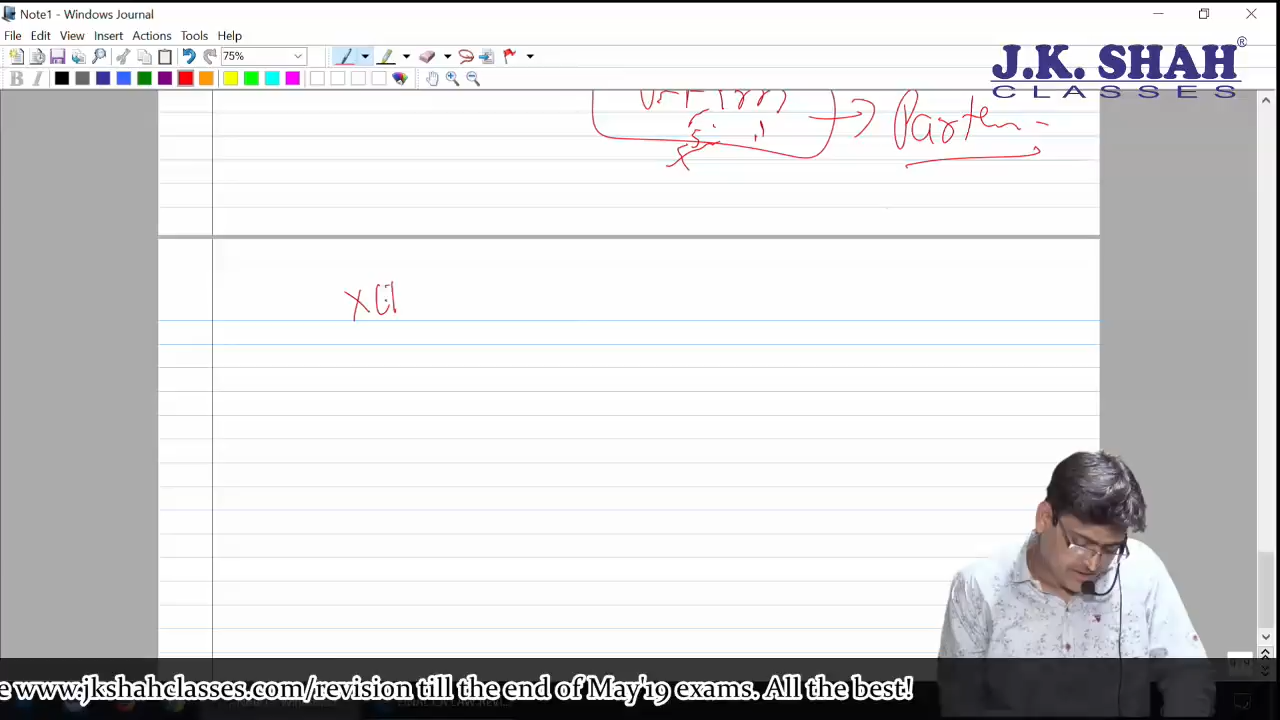 Note1 - Windows Journal
File Edit View Insert Actions Tools Help
75%
B I
J.K. SHAH®
CLASSES
Partn
e www.jkshahclasses.com/revision till the end of May'19 exams. All the best!